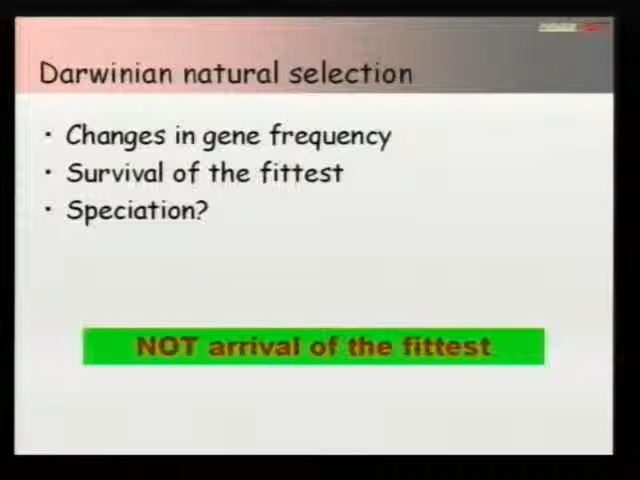 Darwinian natural selection
• Changes in gene frequency
• Survival of the fittest
• Speciation?
NOT arrival of the fittest